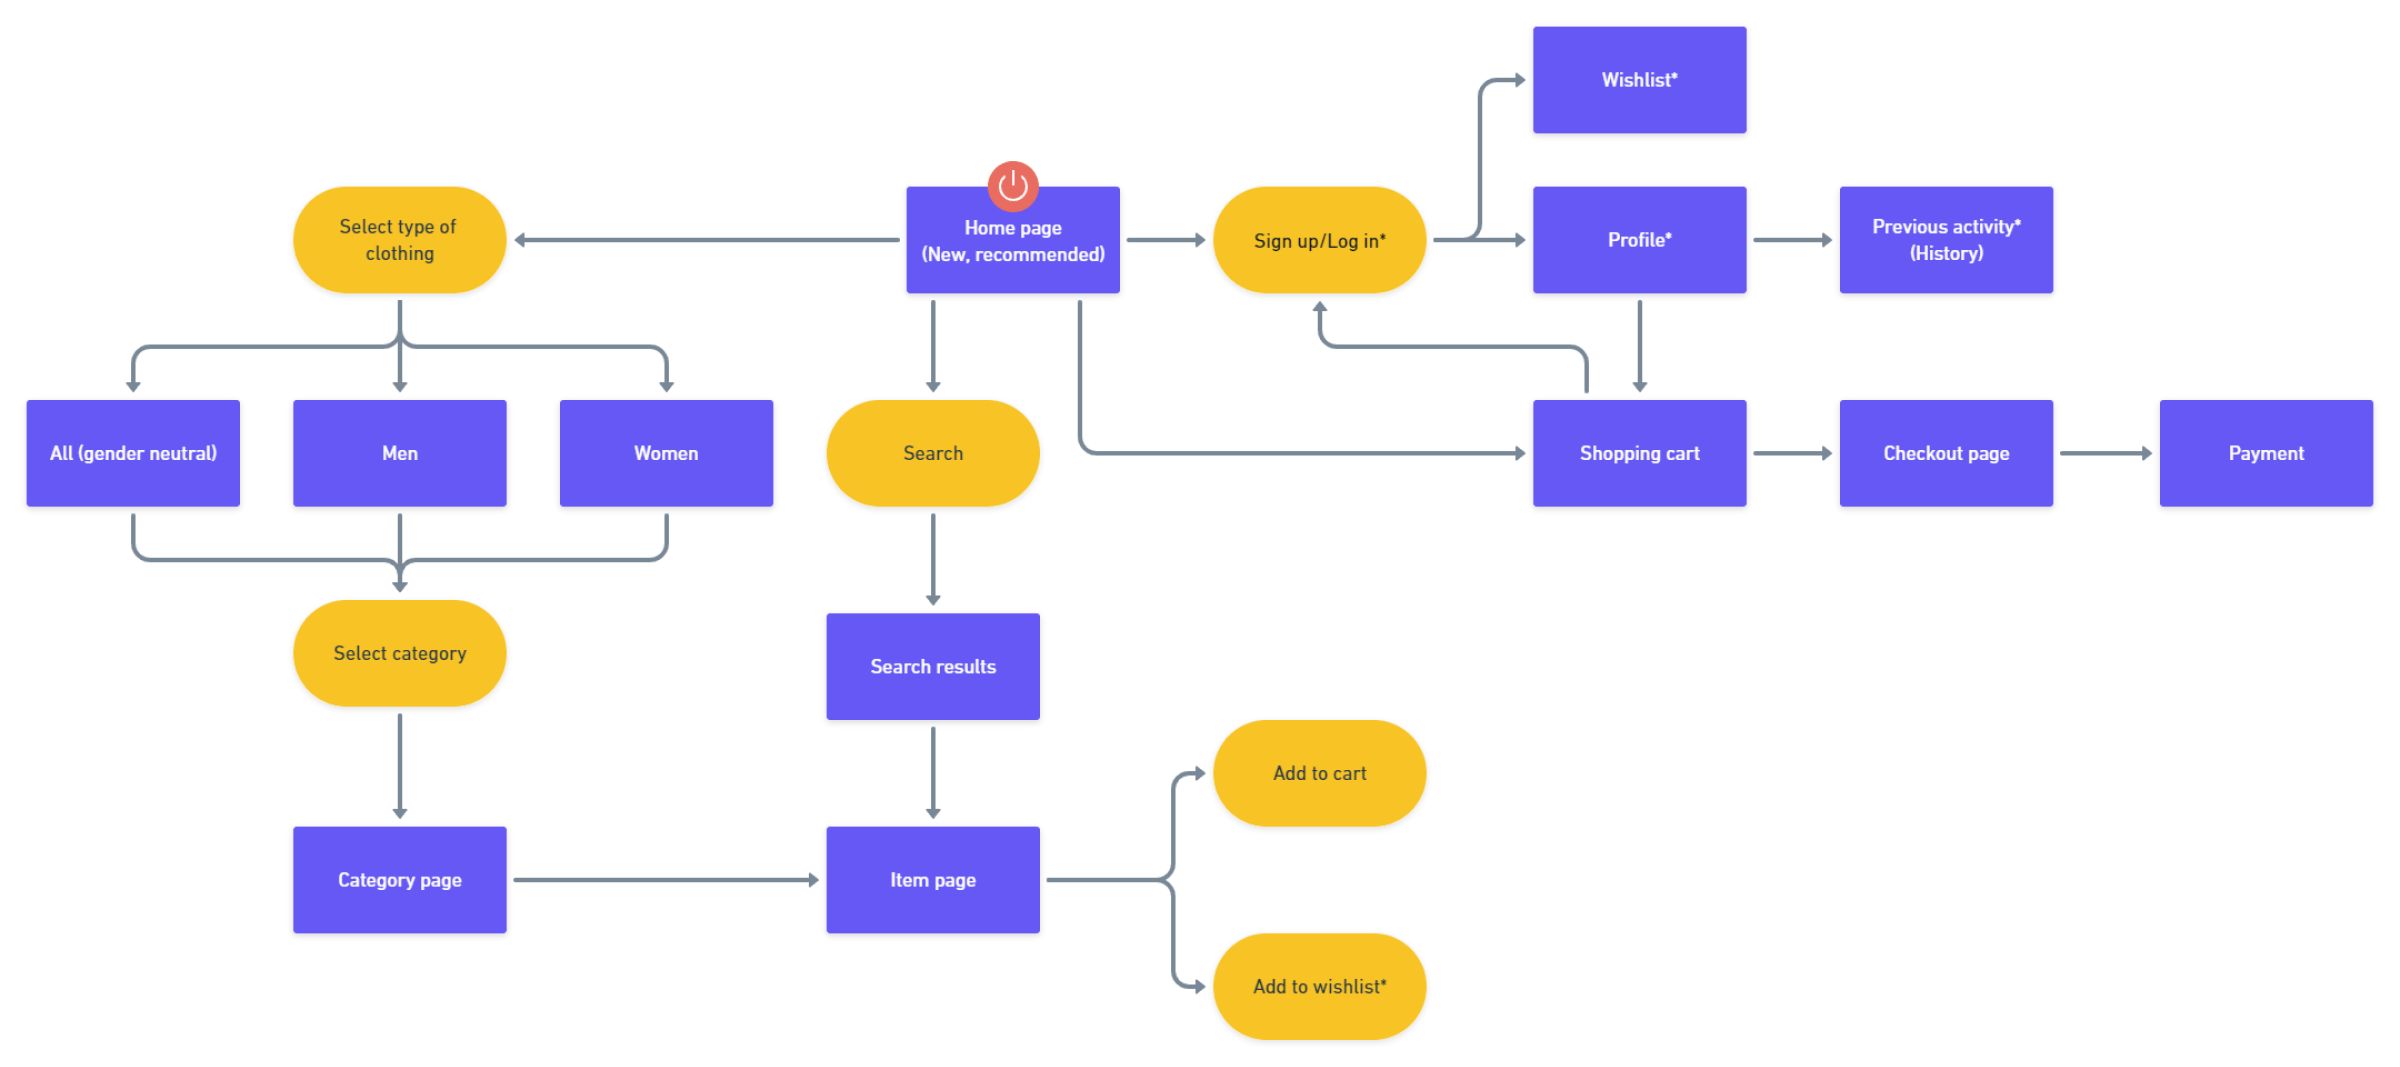 Wishlist*
Select type of
clothing
Home page
(New, recommended)
Sign up/Log in*
Profile*
Previous activity*
(History)
All (gender neutral)
Men
Women
Search
Shopping cart
Checkout page
Payment
Select category
Search results
Add to cart
Category page
Item page
Add to wishlist*